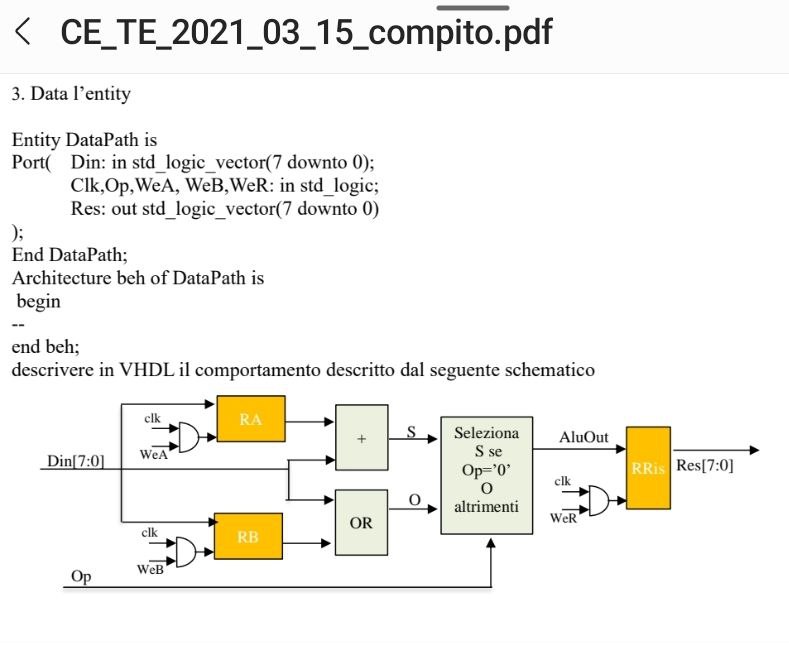 CE_TE_2021_03_15_compito.pdf
3. Data l’entity
Entity DataPath is
Port( Din: in std_logic_vector(7 downto 0);
Clk,Op,WeA, WeB,WeR: in std_logic;
Res: out std_logic_vector(7 downto 0)
);
End DataPath;
Architecture beh of DataPath is
begin
--
end beh;
descrivere in VHDL il comportamento descritto dal seguente schematico
clk
WeA
RA
Din[7:0]
clk
WeB
RB
Op
+
OR
S
O
Seleziona
S se
Op=’0’
O
altrimenti
AluOut
clk
WeR
RRis
Res[7:0]